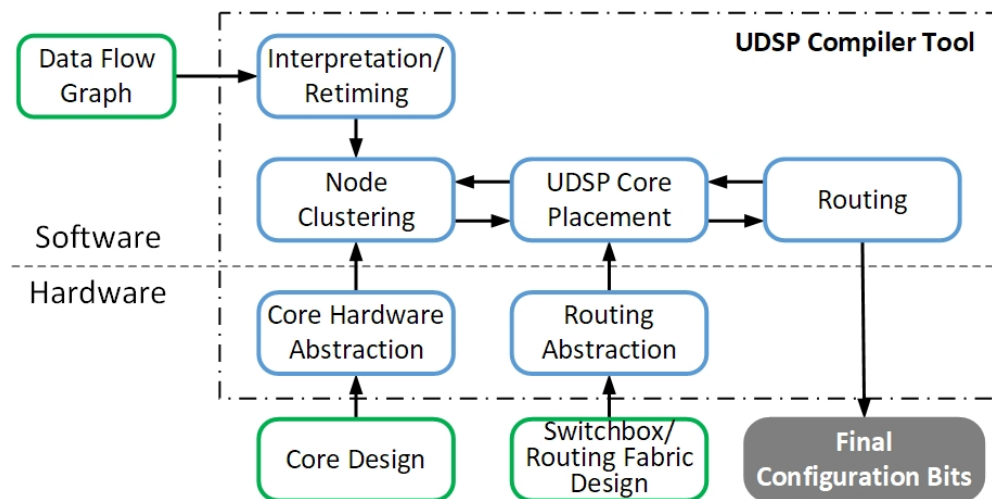 UDSP Compiler Tool
Data Flow
Graph
Interpretation/
Retiming
Node
Clustering
UDSP Core
Placement
Routing
Software
Hardware
Core Hardware
Abstraction
Routing
Abstraction
Core Design
Switchbox/
Routing Fabric
Design
Final
Configuration Bits